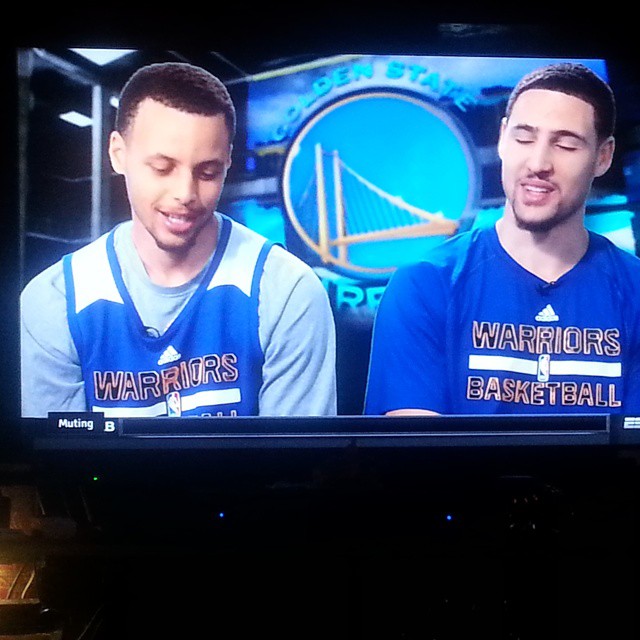 GOLDEN STATE
WARRIORS
WARRIORS
BASKETBALL
Muting
B